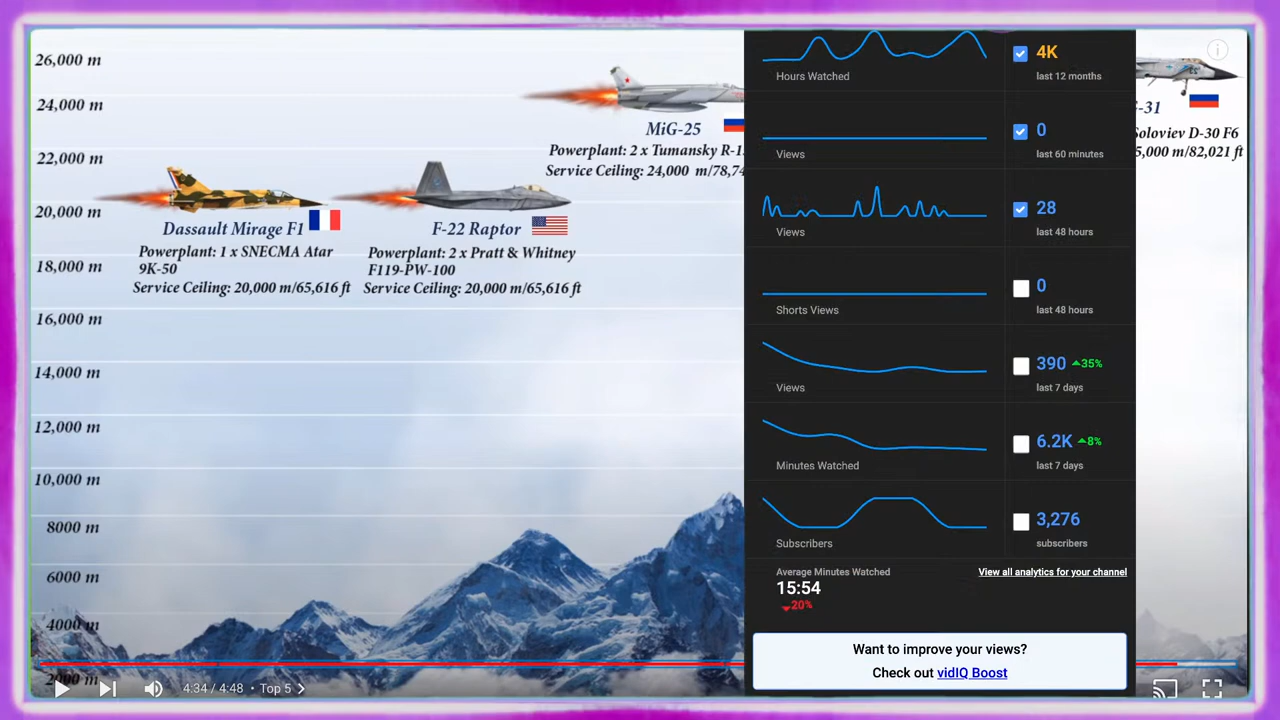 26,000 m
24,000 m
22,000 m
20,000 m
18,000 m
16,000 m
14,000 m
12,000 m
10,000 m
8000 m
6000 m
4000 m
2000 m
Dassault Mirage F1
Powerplant: 1 x SNECMA Atar
9K-50
Service Ceiling: 20,000 m/65,616 ft
F-22 Raptor
Powerplant: 2 x Pratt & Whitney
F119-PW-100
Service Ceiling: 20,000 m/65,616 ft
MiG-25
Powerplant: 2 x Tumansky R-1
Service Ceiling: 24,000 m/78,74
-31
Soloviev D-30 F6
5,000 m/82,021 ft
Hours Watched
4K
last 12 months
Views
0
last 60 minutes
Views
28
last 48 hours
Shorts Views
0
last 48 hours
Views
390 35%
last 7 days
Minutes Watched
6.2K 8%
last 7 days
Subscribers
3,276
subscribers
Average Minutes Watched
15:54
20%
View all analytics for your channel
Want to improve your views?
Check out vidIQ Boost
4:34 / 4:48 • Top 5